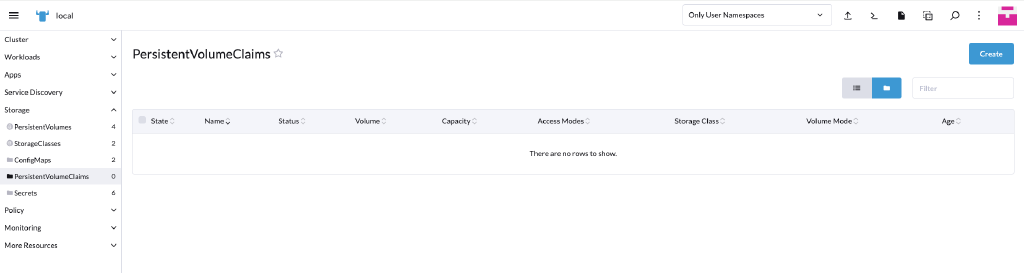 local
Only User Namespaces
Cluster
Workloads
Apps
Service Discovery
Storage
PersistentVolumes 4
StorageClasses 2
ConfigMaps 2
PersistentVolumeClaims 0
Secrets 6
Policy
Monitoring
More Resources
PersistentVolumeClaims
Create
Filter
State Name Status Volume Capacity Access Modes Storage Class Volume Mode Age
There are no rows to show.